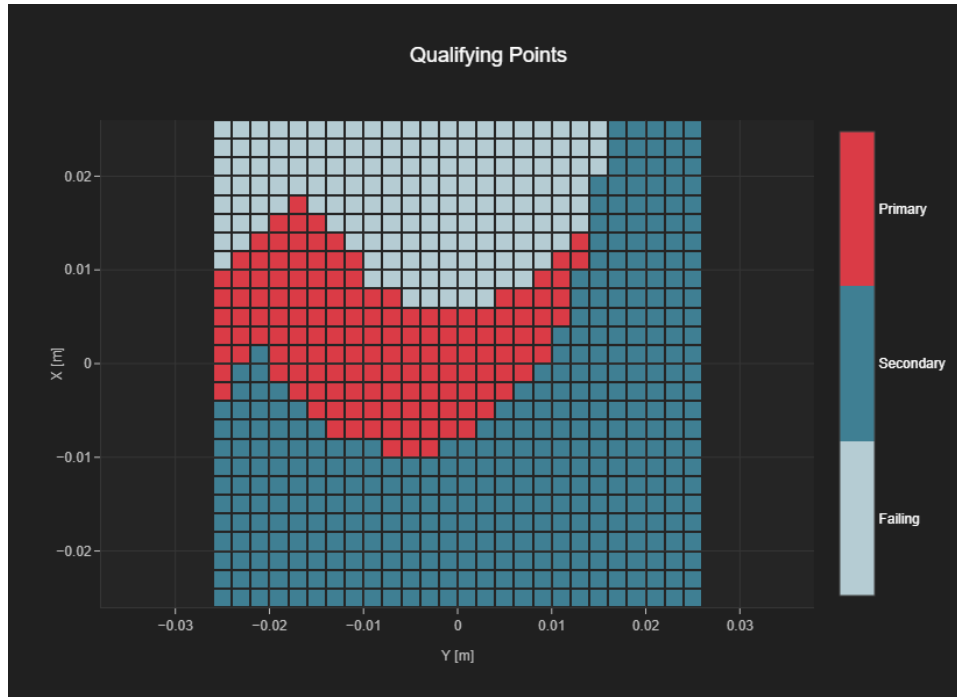 Qualifying Points
0.02
0.01
0
−0.01
−0.02
X [m]
−0.03
−0.02
−0.01
0
0.01
0.02
0.03
Y [m]
Primary
Secondary
Failing